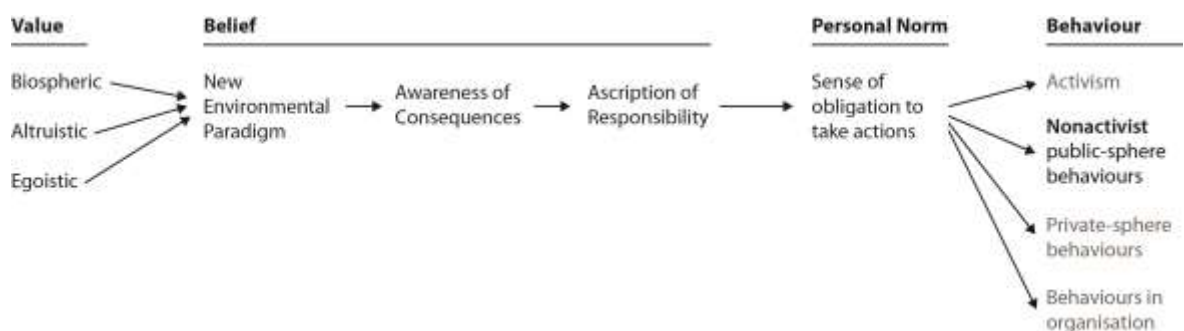 Value
Belief
Personal Norm
Behaviour
Biospheric
Altruistic
Egoistic
New
Environmental
Paradigm
Awareness of
Consequences
Ascription of
Responsibility
Sense of
obligation to
take actions
Activism
Nonactivist
public-sphere
behaviours
Private-sphere
behaviours
Behaviours in
organisation